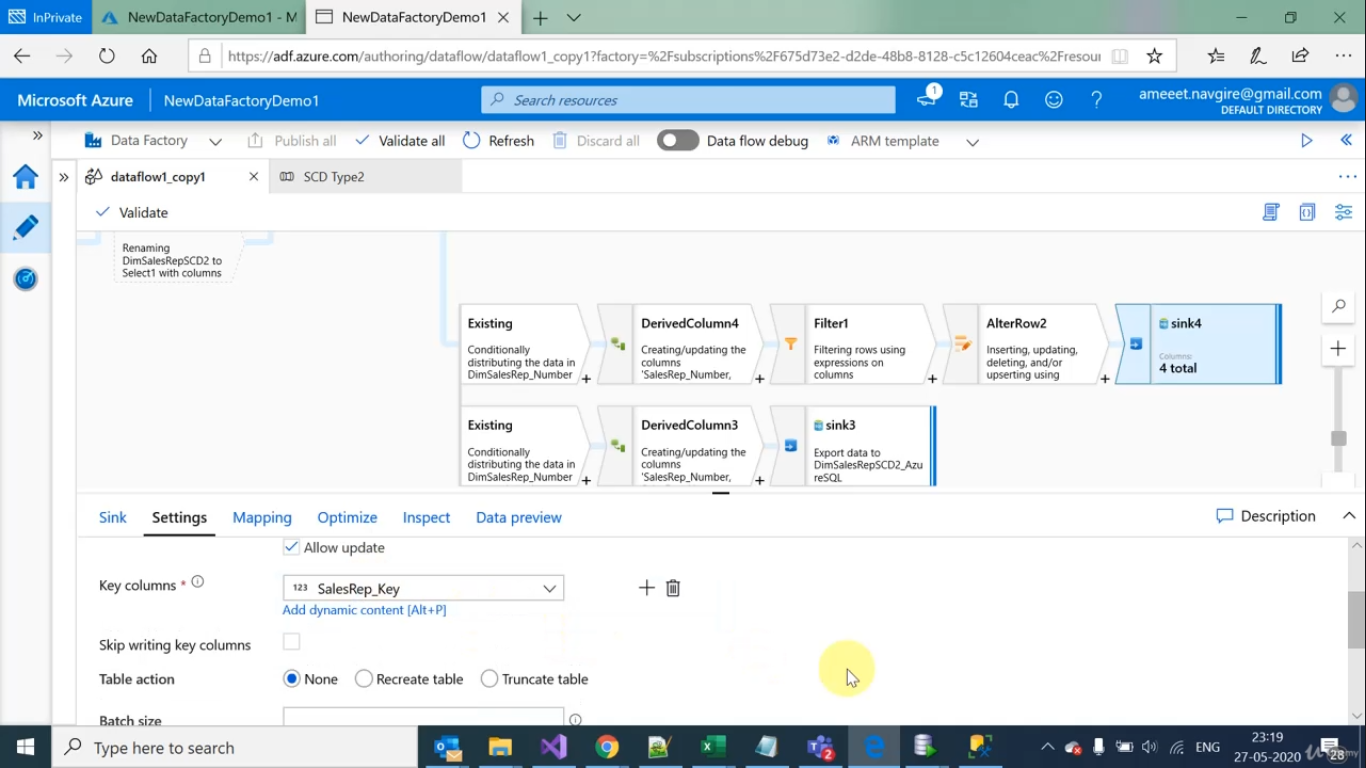 InPrivate
NewDataFactoryDemo1 - M
NewDataFactoryDemo1
https://adf.azure.com/authoring/dataflow/dataflow1_copy1?factory=%2Fsubscriptions%2F675d73e2-d2de-48b8-8128-c5c12604ceac%2Fresour
Microsoft Azure
NewDataFactoryDemo1
Search resources
1
ameeet.navgire@gmail.com
DEFAULT DIRECTORY
Data Factory
Publish all
Validate all
Refresh
Discard all
Data flow debug
ARM template
dataflow1_copy1
SCD Type2
Validate
Renaming
DimSalesRepSCD2 to
Select1 with columns
Existing
Conditionally
distributing the data in
DimSalesRep_Number
DerivedColumn4
Creating/updating the
columns
'SalesRep_Number,
Filter1
Filtering rows using
expressions on
columns
AlterRow2
Inserting, updating,
deleting, and/or
upserting using
sink4
Columns:
4 total
Existing
Conditionally
distributing the data in
DimSalesRep_Number
DerivedColumn3
Creating/updating the
columns
'SalesRep_Number,
sink3
Export data to
DimSalesRepSCD2_Azu
reSQL
Sink
Settings
Mapping
Optimize
Inspect
Data preview
Description
Allow update
Key columns *
123 SalesRep_Key
Add dynamic content [Alt+P]
Skip writing key columns
Table action
None
Recreate table
Truncate table
Batch size
Type here to search
ENG
23:19
27-05-2020
28